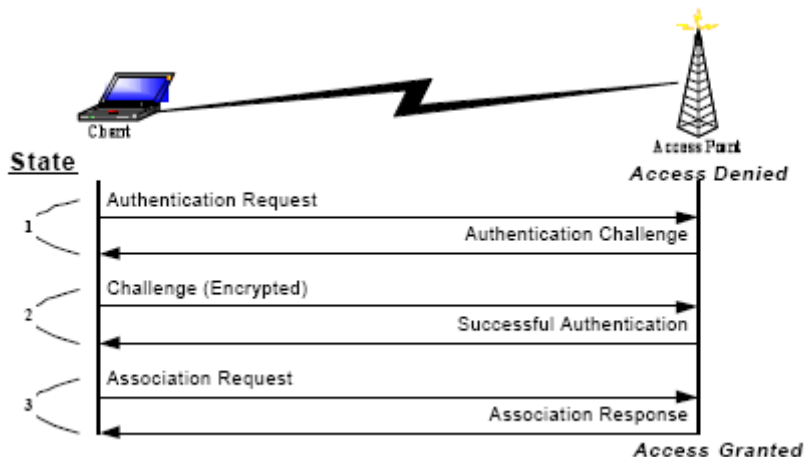 Client
Access Point
State
Access Denied
Authentication Request
1
Authentication Challenge
Challenge (Encrypted)
2
Successful Authentication
Association Request
3
Association Response
Access Granted